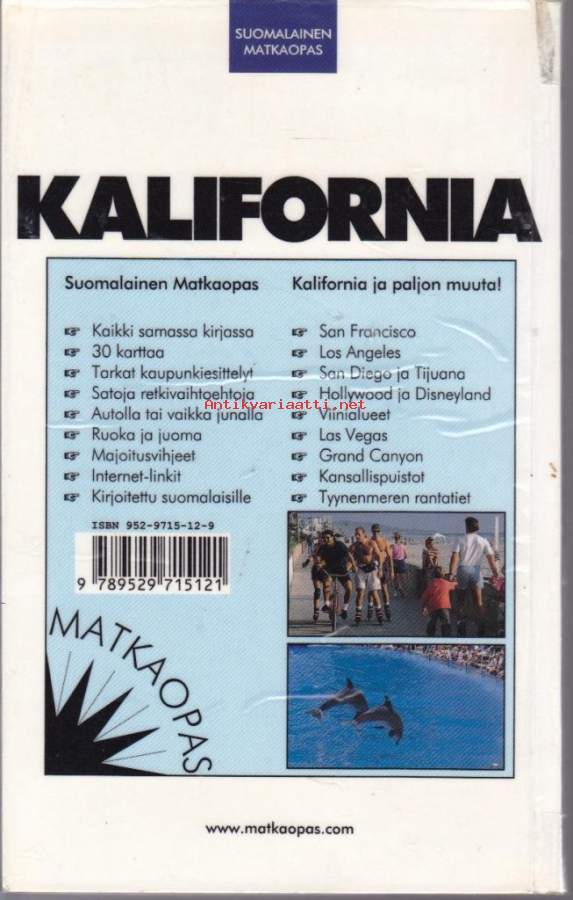 SUOMALAINEN
MATKAOPAS
KALIFORNIA
Suomalainen Matkaopas
☞ Kaikki samassa kirjassa
☞ 30 karttaa
☞ Tarkat kaupunkiesittelyt
☞ Satoja retkivaihtoehtoja
☞ Autolla tai vaikka junalla
☞ Ruoka ja juoma
☞ Majoitusvihjeet
☞ Internet-linkit
☞ Kirjoitettu suomalaisille
Kalifornia ja paljon muuta!
☞ San Francisco
☞ Los Angeles
☞ San Diego ja Tijuana
☞ Hollywood ja Disneyland
☞ Viinialueet
☞ Las Vegas
☞ Grand Canyon
☞ Kansallispuistot
☞ Tyynenmeren rantatiet
Antikvariaatti.net
ISBN 952-9715-12-9
9 789529 715121
MATKAOPAS
www.matkaopas.com